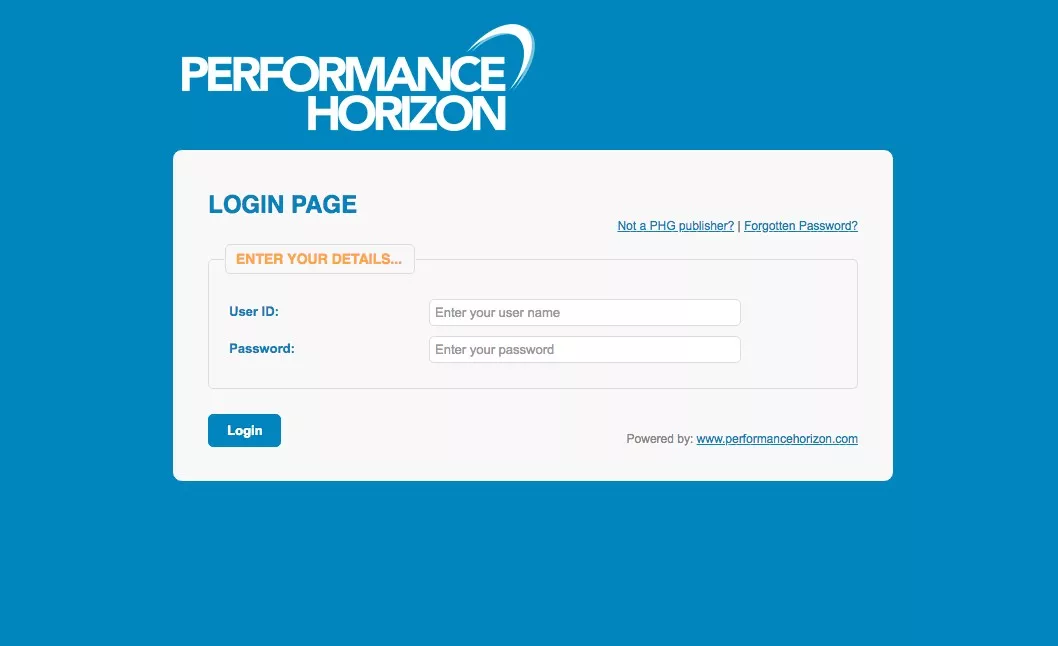 PERFORMANCE
HORIZON
LOGIN PAGE
Not a PHG publisher? | Forgotten Password?
ENTER YOUR DETAILS...
User ID: Enter your user name
Password: Enter your password
Login
Powered by: www.performancehorizon.com